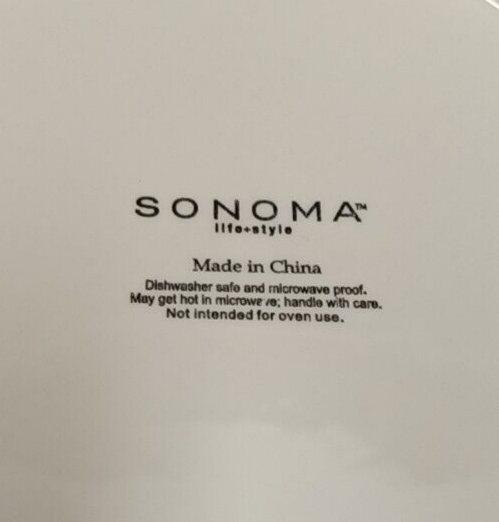 SONOMA™
life+style
Made in China
Dishwasher safe and microwave proof.
May get hot in microwave; handle with care.
Not intended for oven use.